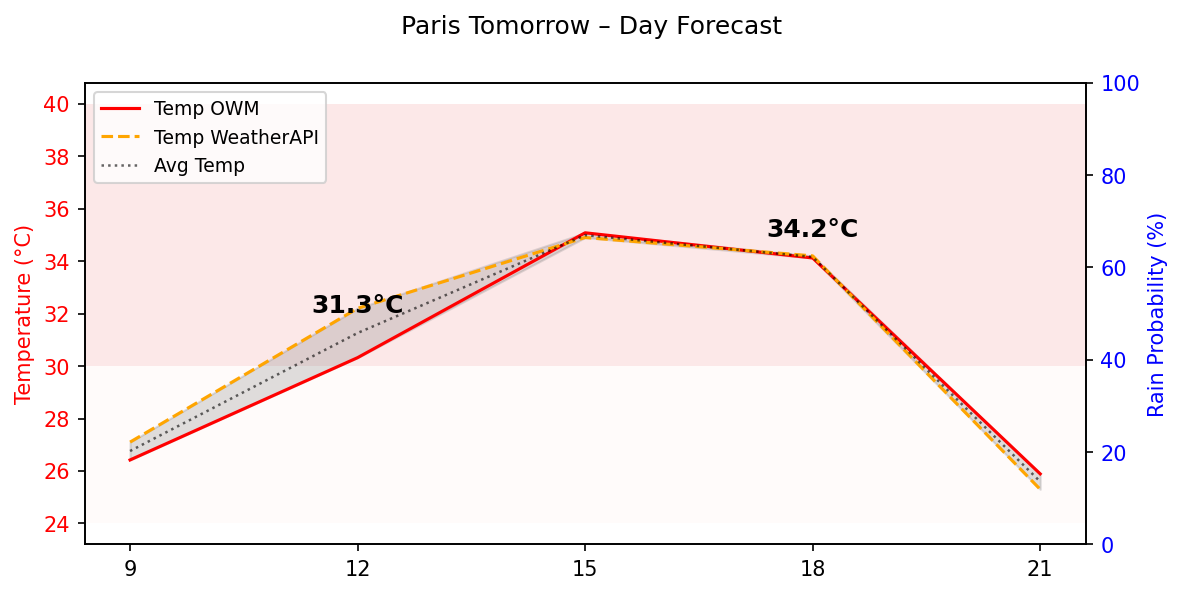 Paris Tomorrow – Day Forecast
Temp OWM
Temp WeatherAPI
Avg Temp
Temperature (°C)
40
38
36
34
32
30
28
26
24
31.3°C
34.2°C
100
80
60
40
20
0
Rain Probability (%)
9
12
15
18
21